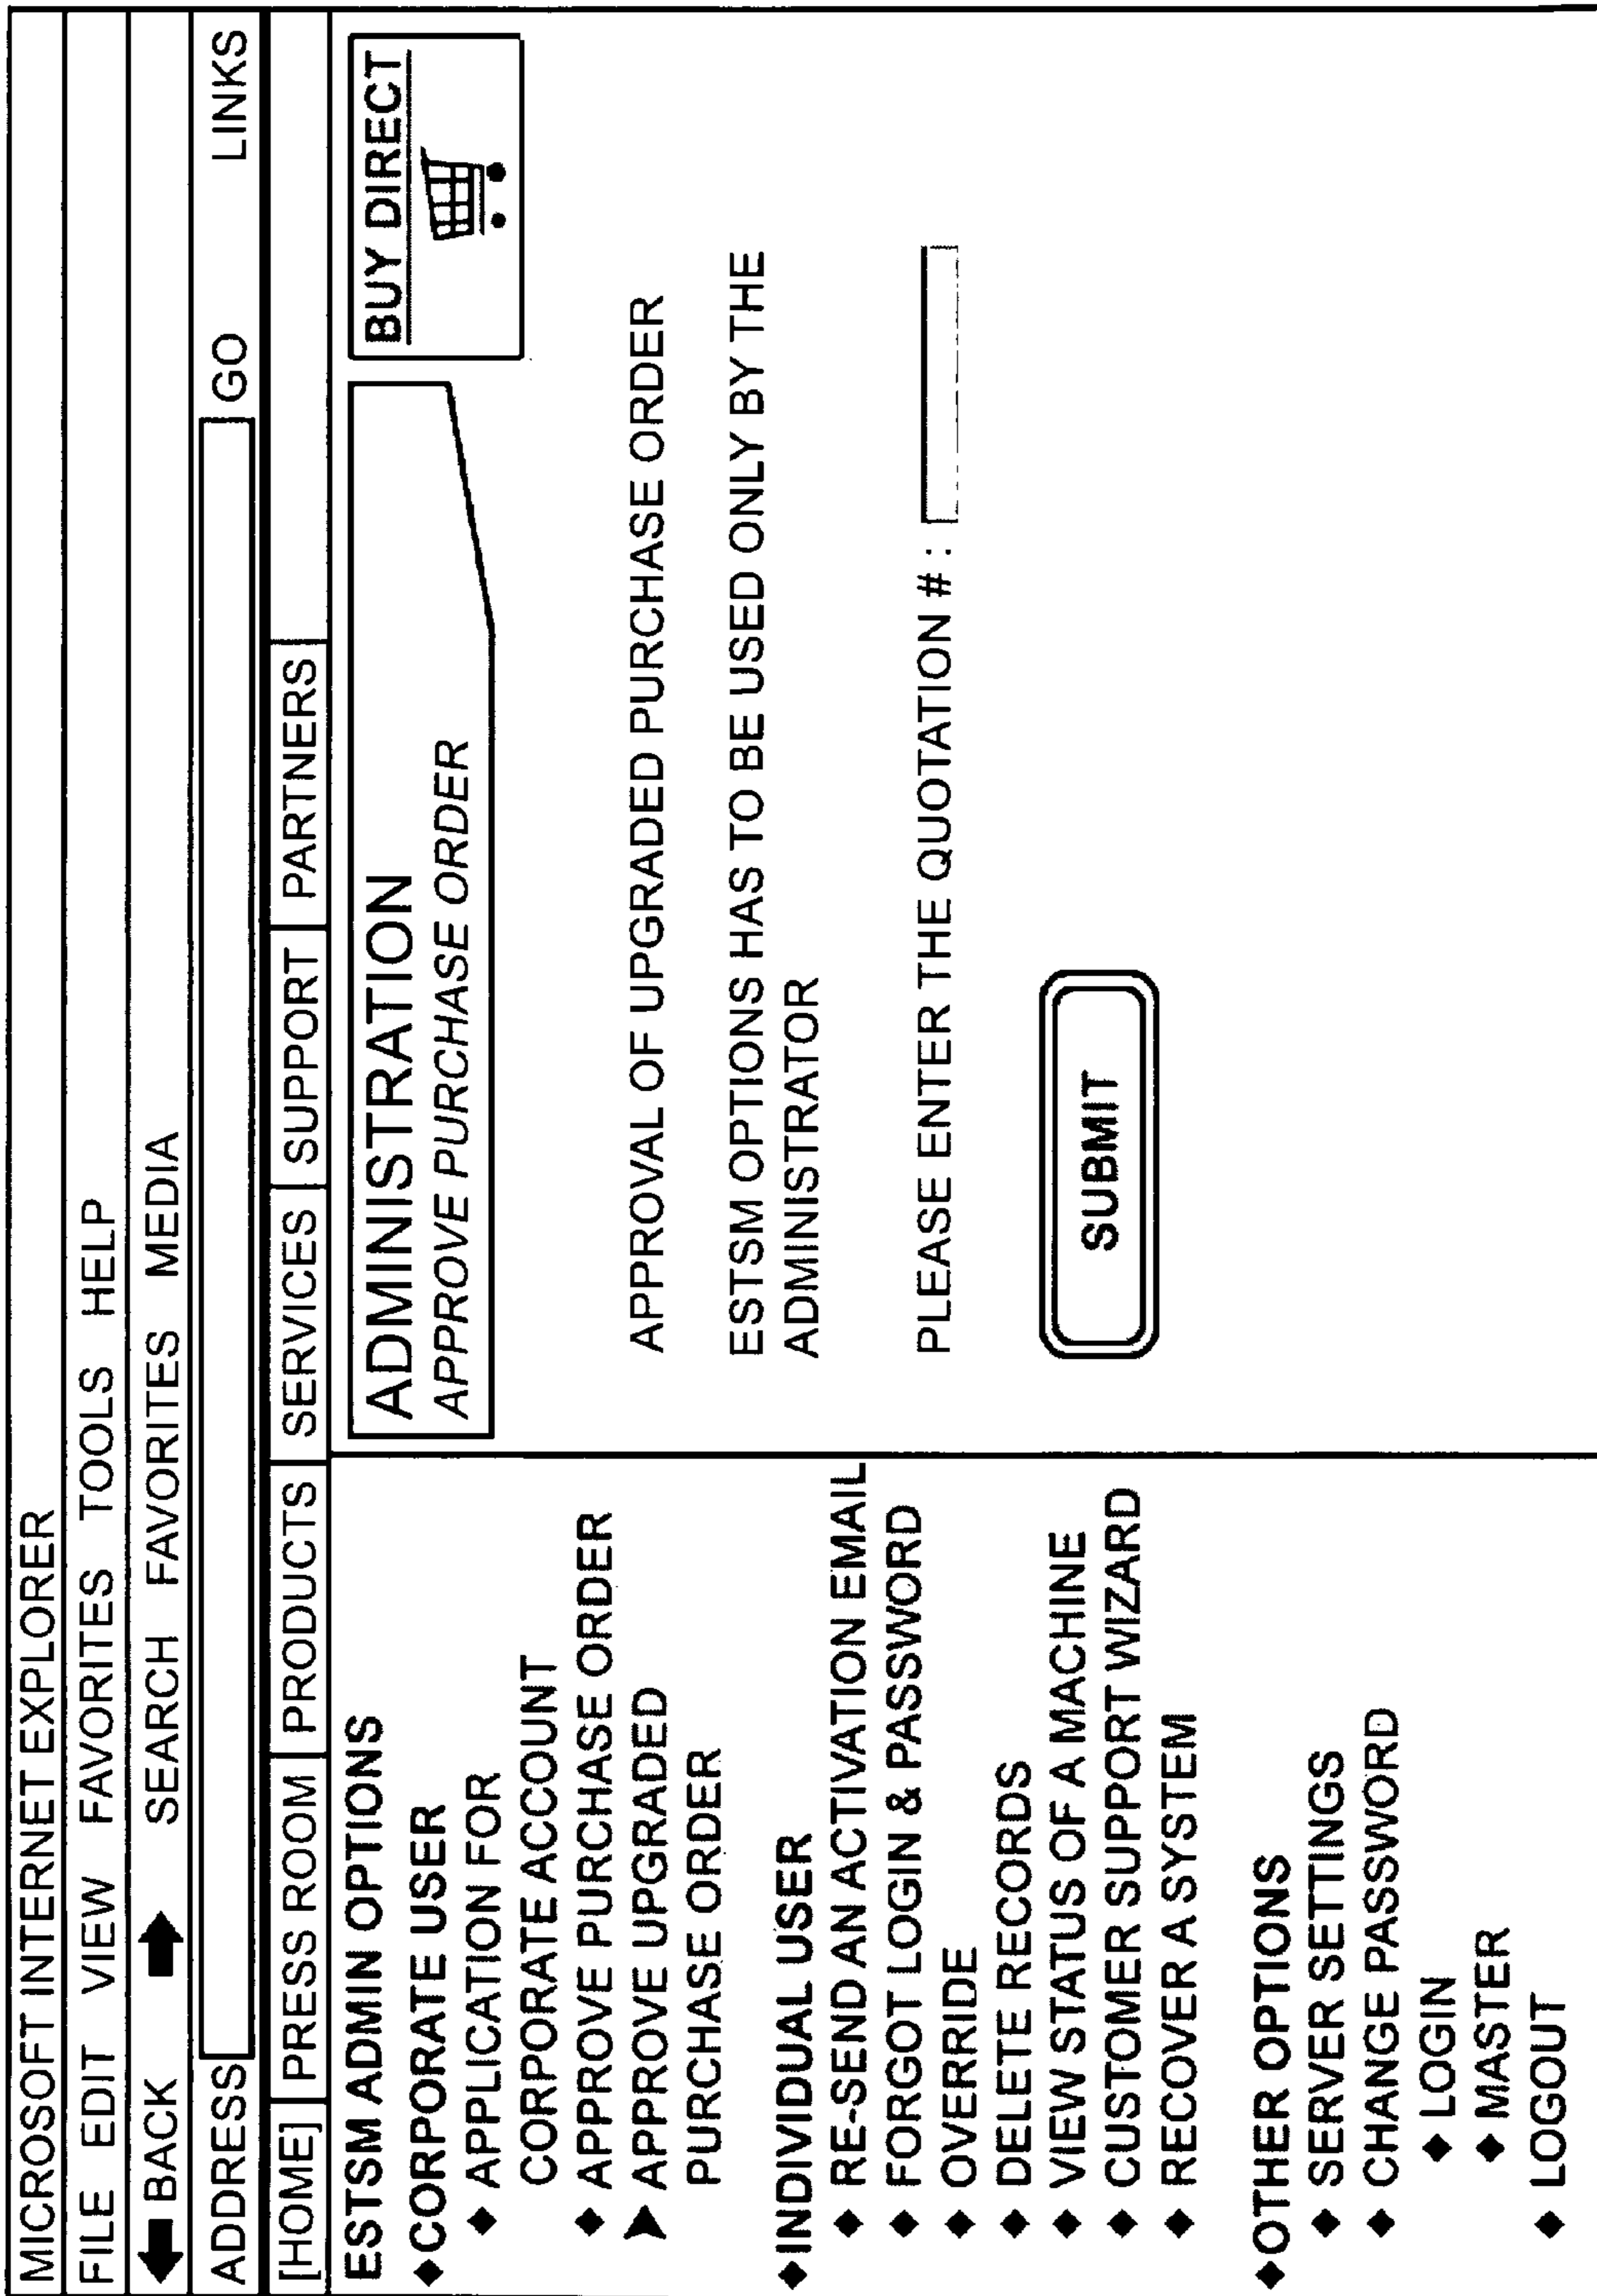 MICROSOFT INTERNET EXPLORER
FILE EDIT VIEW FAVORITES TOOLS HELP
BACK SEARCH FAVORITES MEDIA
ADDRESS GO LINKS
[HOME] PRESS ROOM PRODUCTS SERVICES SUPPORT PARTNERS
ESTSM ADMIN OPTIONS
CORPORATE USER
APPLICATION FOR
CORPORATE ACCOUNT
APPROVE PURCHASE ORDER
APPROVE UPGRADED
PURCHASE ORDER
INDIVIDUAL USER
RE-SEND AN ACTIVATION EMAIL
FORGOT LOGIN & PASSWORD
OVERRIDE
DELETE RECORDS
VIEW STATUS OF A MACHINE
CUSTOMER SUPPORT WIZARD
RECOVER A SYSTEM
OTHER OPTIONS
SERVER SETTINGS
CHANGE PASSWORD
LOGIN
MASTER
LOGOUT
ADMINISTRATION
APPROVE PURCHASE ORDER
BUY DIRECT
APPROVAL OF UPGRADED PURCHASE ORDER
ESTSM OPTIONS HAS TO BE USED ONLY BY THE
ADMINISTRATOR
PLEASE ENTER THE QUOTATION # :
SUBMIT